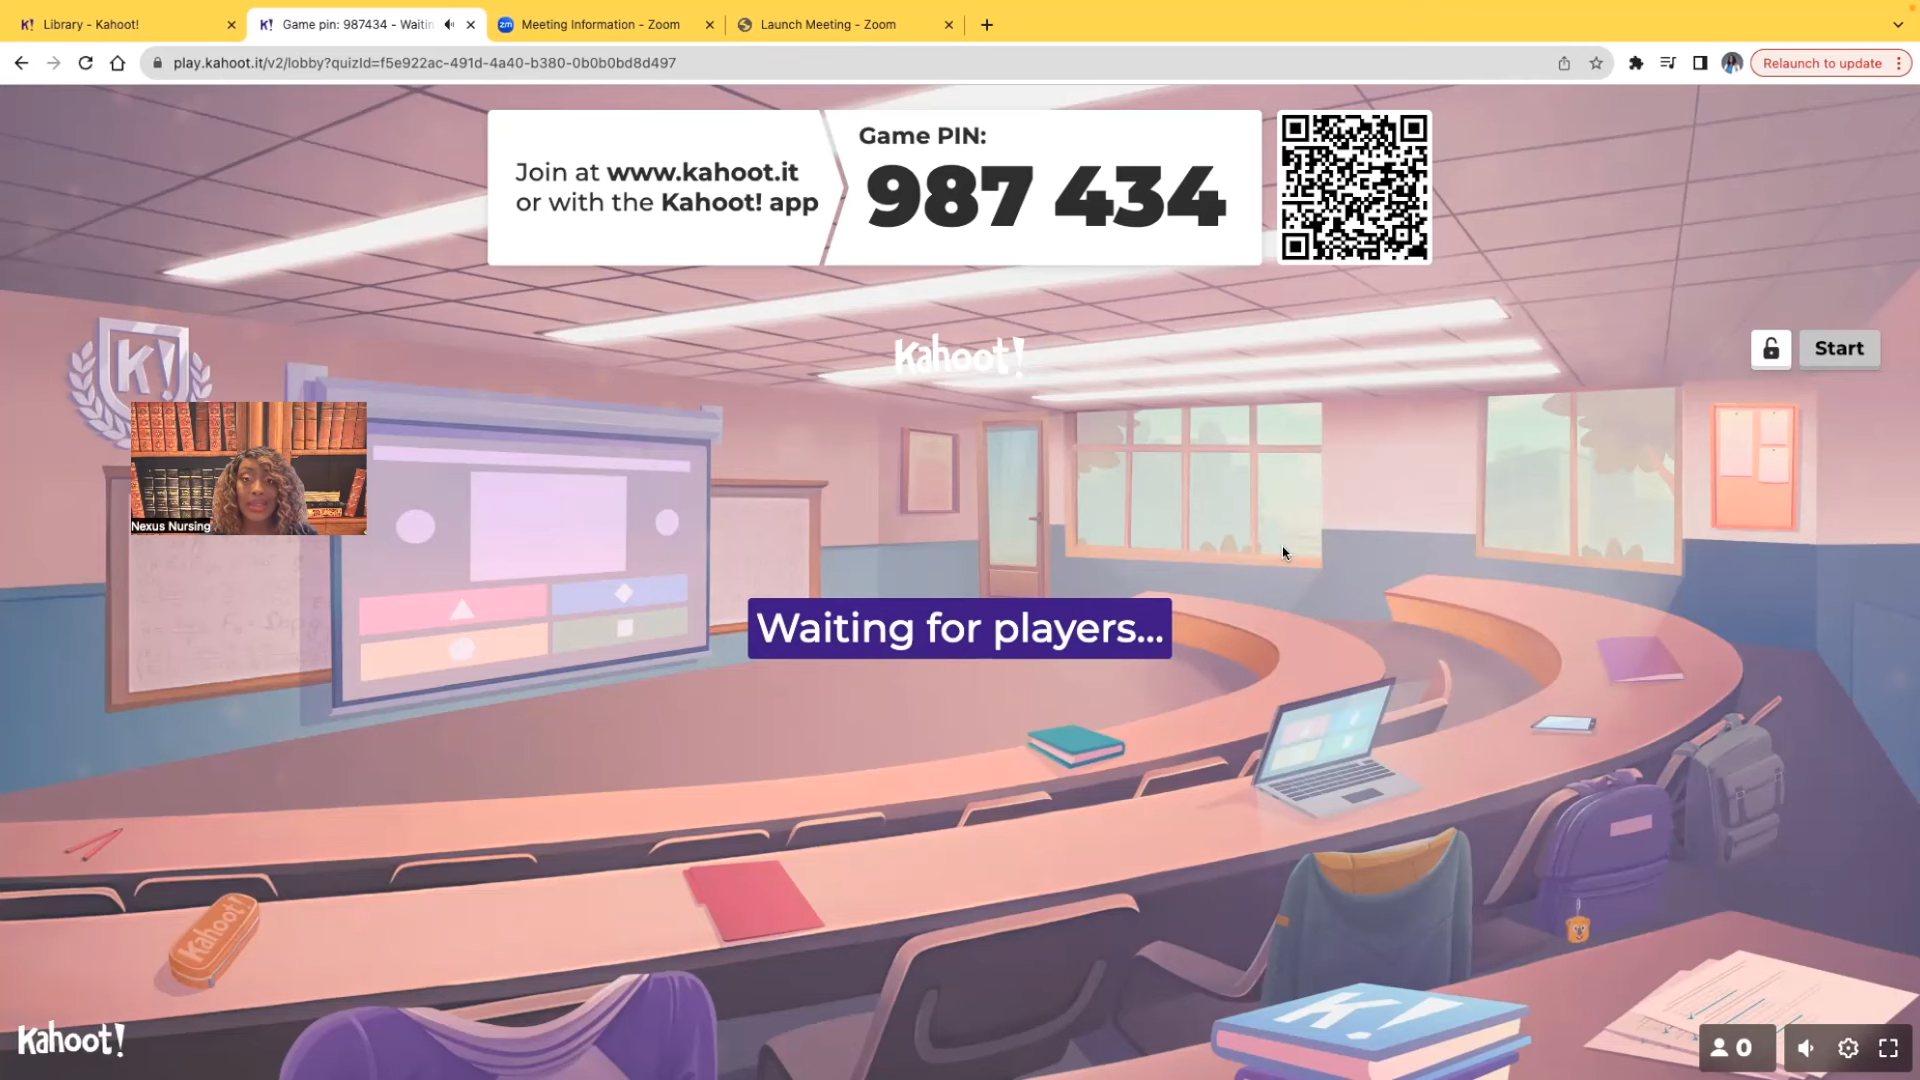 Library - Kahoot!
Game pin: 987434 - Waitin
Meeting Information - Zoom
Launch Meeting - Zoom
play.kahoot.it/v2/lobby?quizId=f5e922ac-491d-4a40-b380-0b0b0bd8d497
Relaunch to update
Join at www.kahoot.it
or with the Kahoot! app
Game PIN:
987 434
Kahoot!
Start
K!
Nexus Nursing
Waiting for players...
Kahoot!
K!
Kahoot!
0